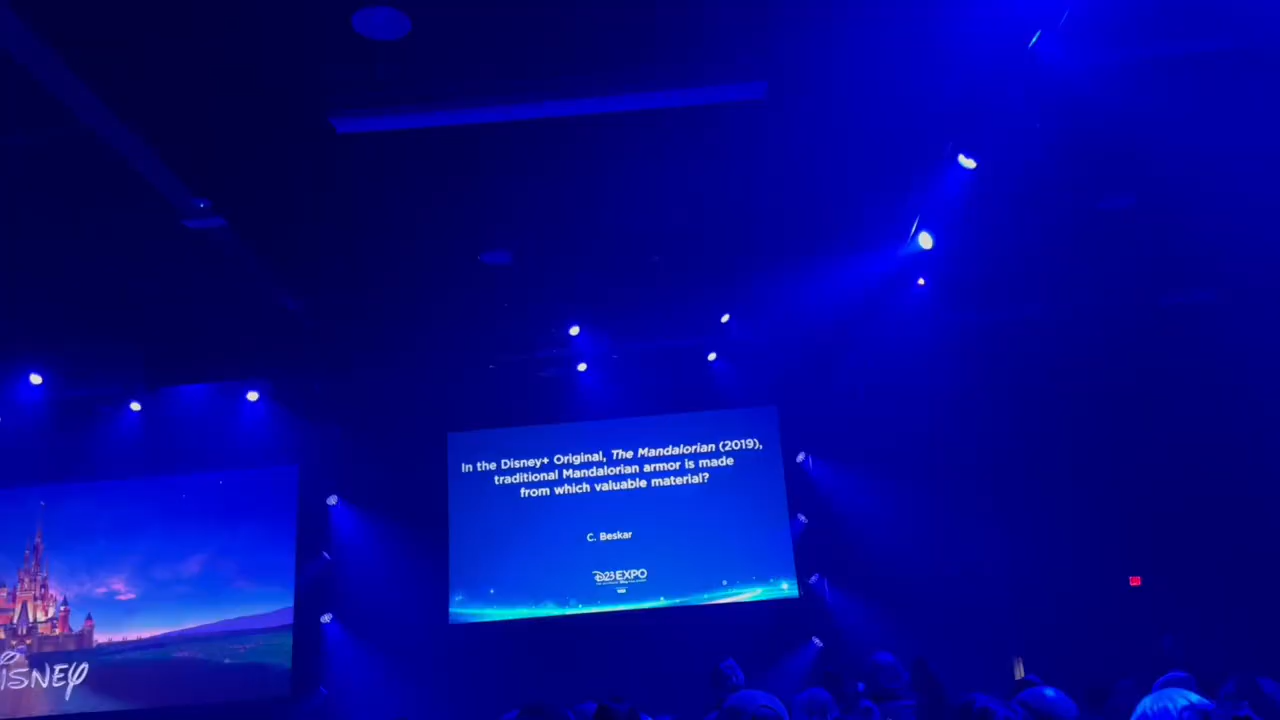 In the Disney+ Original, The Mandalorian (2019),
traditional Mandalorian armor is made
from which valuable material?
C. Beskar
D23 EXPO
DISNEY